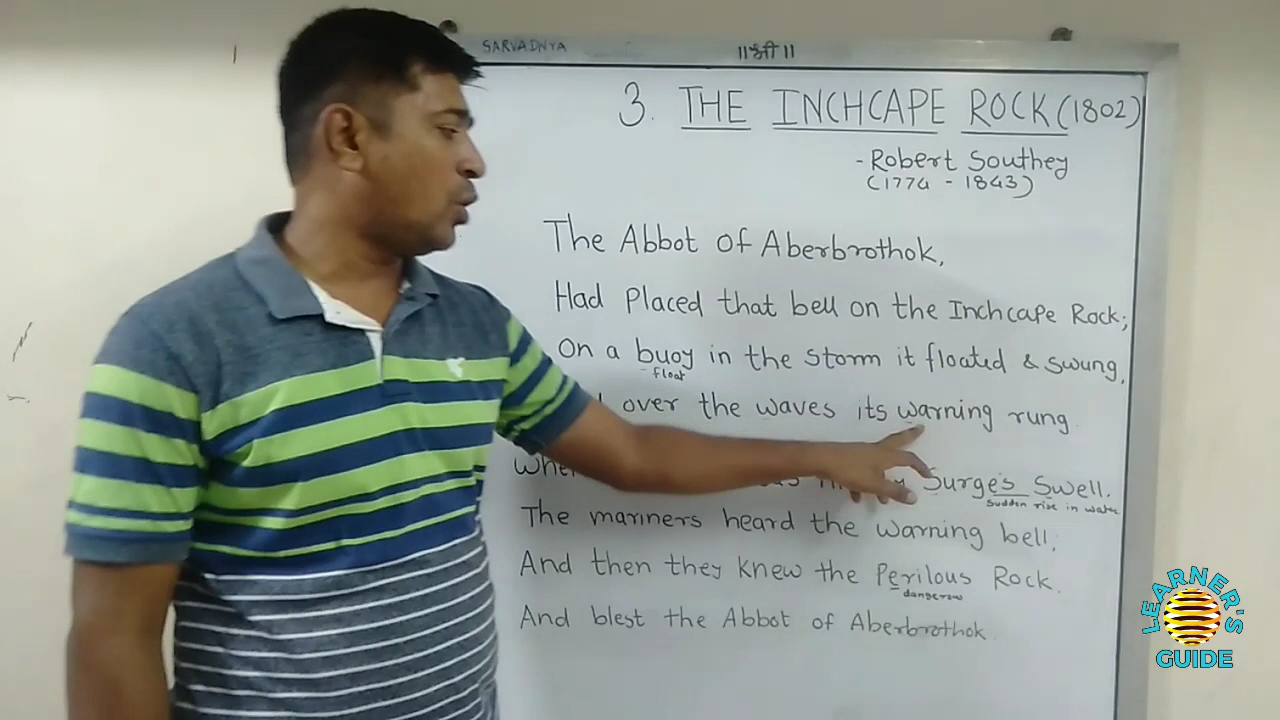 SARVADNYA
॥श्री॥
3. THE INCHCAPE ROCK (1802)
- Robert Southey
(1774 - 1843)
The Abbot of Aberbrothok,
Had placed that bell on the Inchcape Rock;
On a buoy in the storm it floated & swung,
float
over the waves its warning rung.
Surge's Swell.
sudden rise in water
The mariners heard the warning bell;
And then they knew the Perilous Rock.
dangerous
And blest the Abbot of Aberbrothok.
LEARNER'S
GUIDE